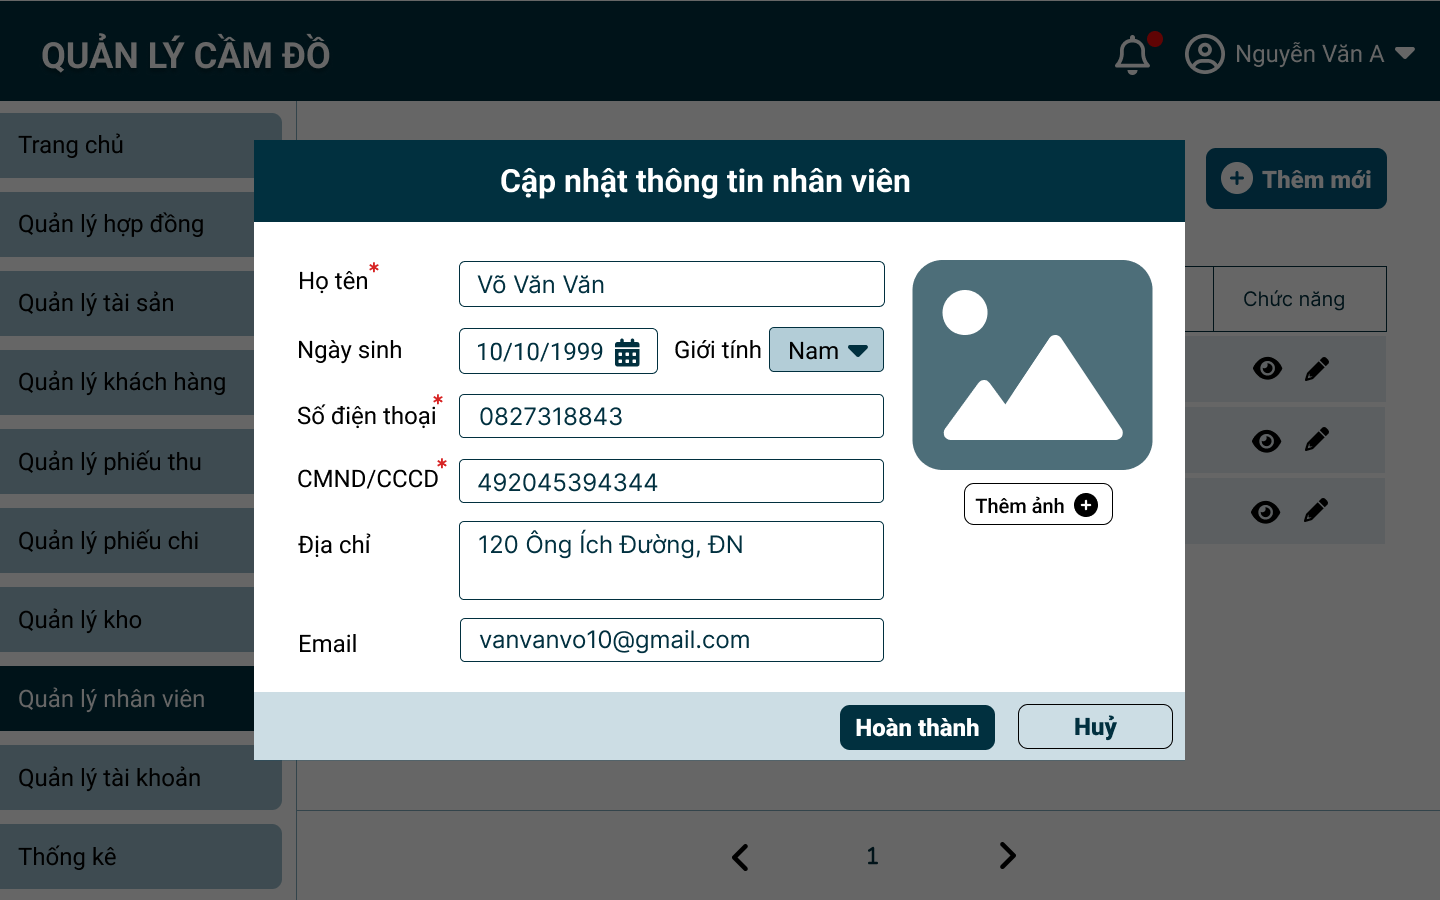 QUẢN LÝ CẦM ĐỒ
Nguyễn Văn A
Trang chủ
Quản lý hợp đồng
Quản lý tài sản
Quản lý khách hàng
Quản lý phiếu thu
Quản lý phiếu chi
Quản lý kho
Quản lý nhân viên
Quản lý tài khoản
Thống kê
Thêm mới
Chức năng
Cập nhật thông tin nhân viên
Họ tên* Võ Văn Văn
Ngày sinh 10/10/1999 Giới tính Nam
Số điện thoại* 0827318843
CMND/CCCD* 492045394344
Địa chỉ 120 Ông Ích Đường, ĐN
Email vanvanvo10@gmail.com
Thêm ảnh
Hoàn thành Huỷ
1